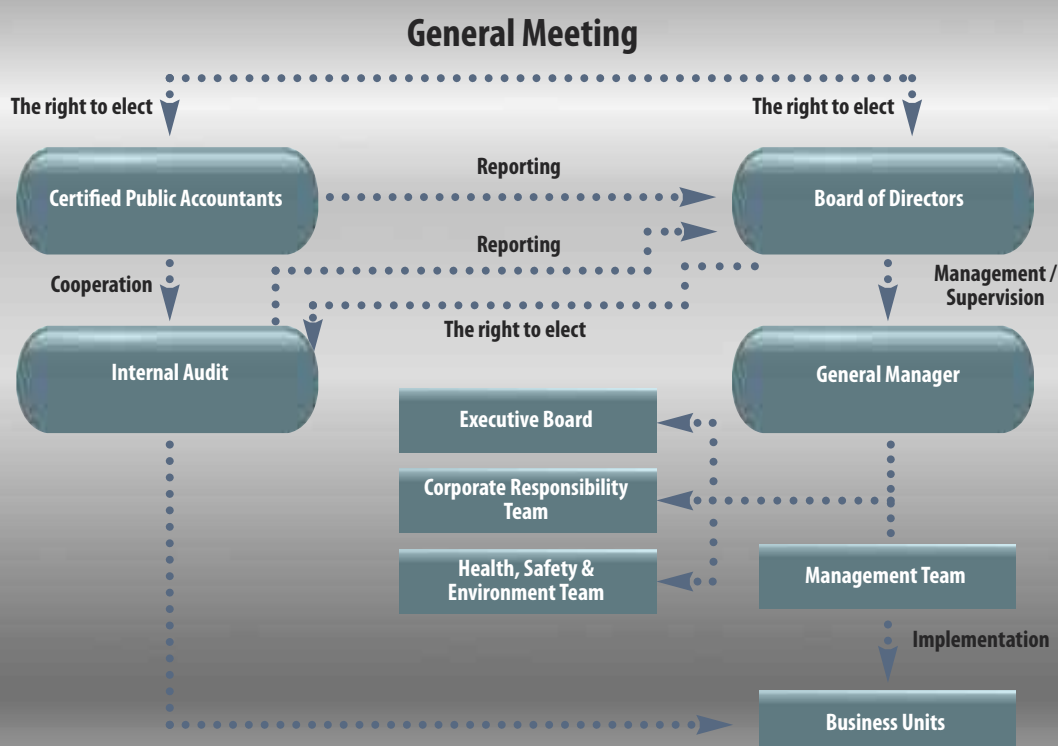 General Meeting
The right to elect
The right to elect
Certified Public Accountants
Reporting
Board of Directors
Reporting
Cooperation
Management /
Supervision
The right to elect
Internal Audit
General Manager
Executive Board
Corporate Responsibility
Team
Health, Safety &
Environment Team
Management Team
Implementation
Business Units